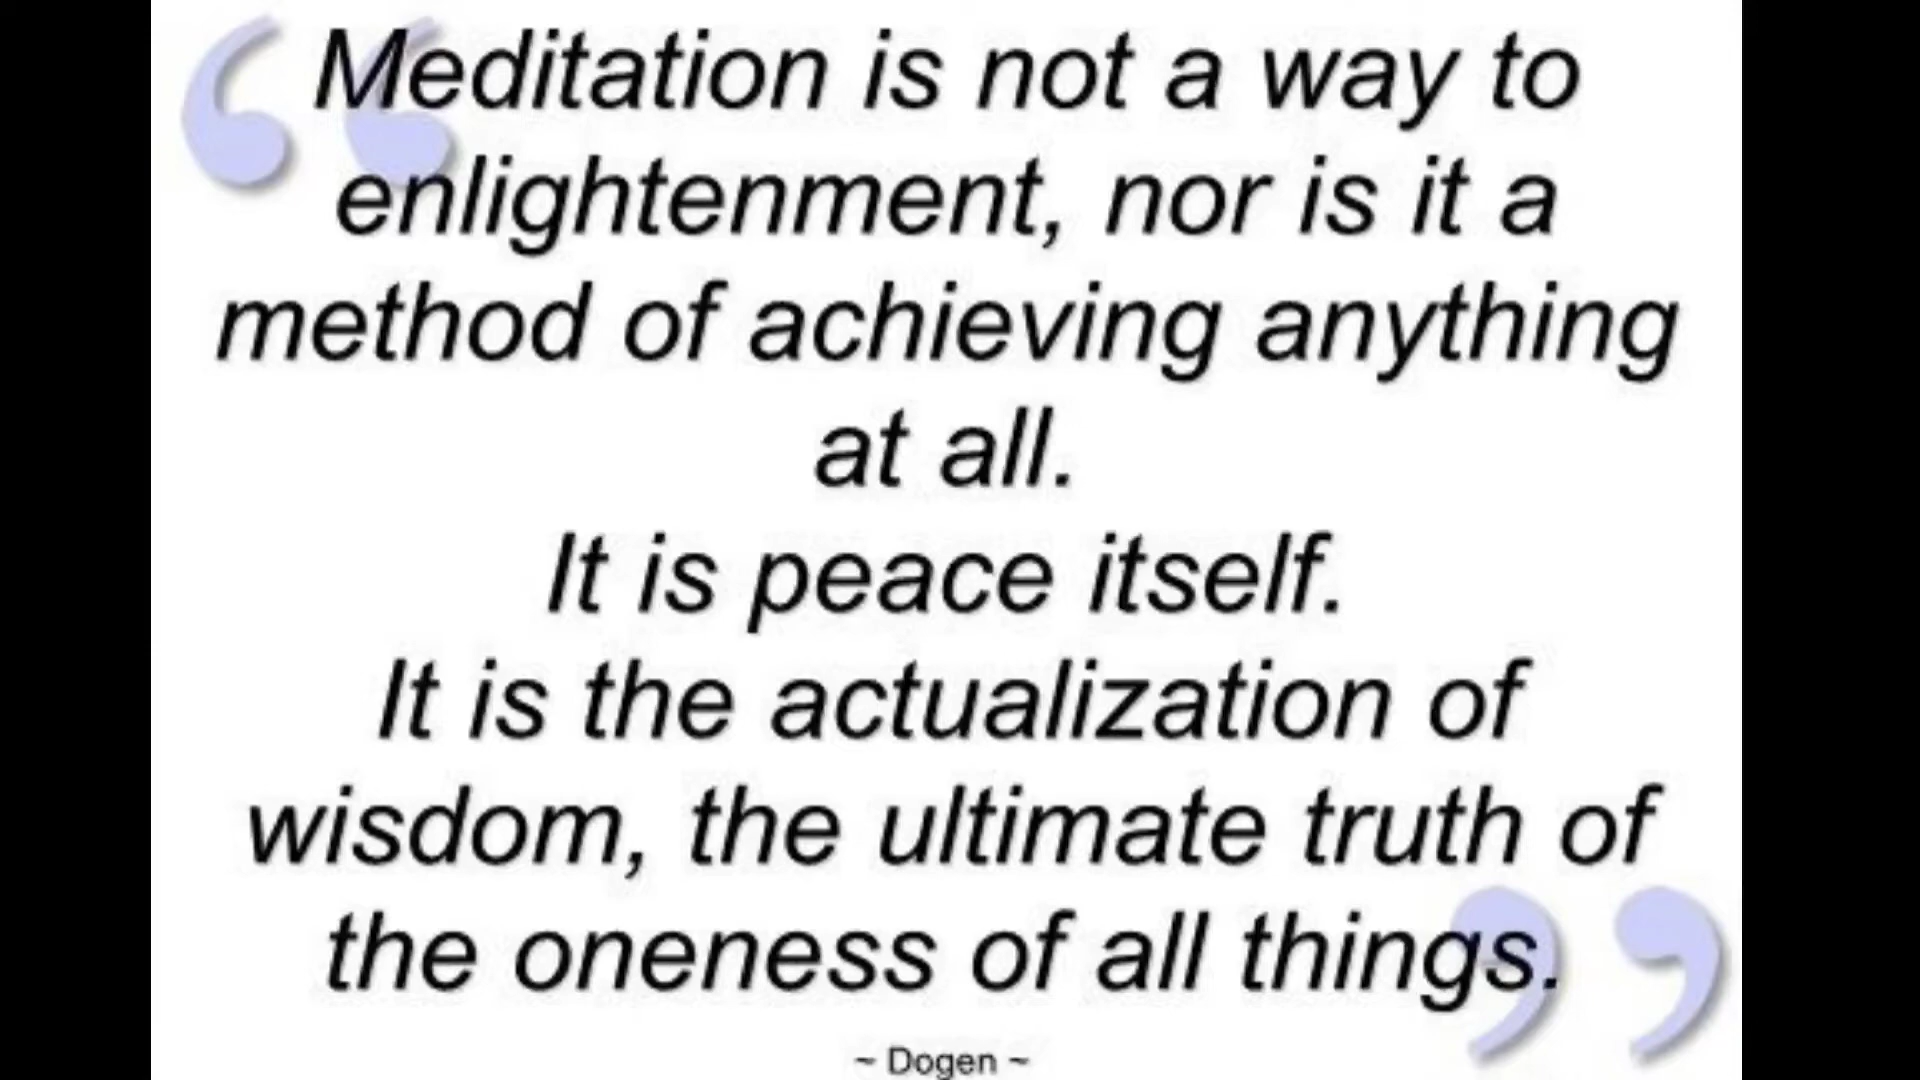 Meditation is not a way to
enlightenment, nor is it a
method of achieving anything
at all.
It is peace itself.
It is the actualization of
wisdom, the ultimate truth of
the oneness of all things.
~ Dogen ~